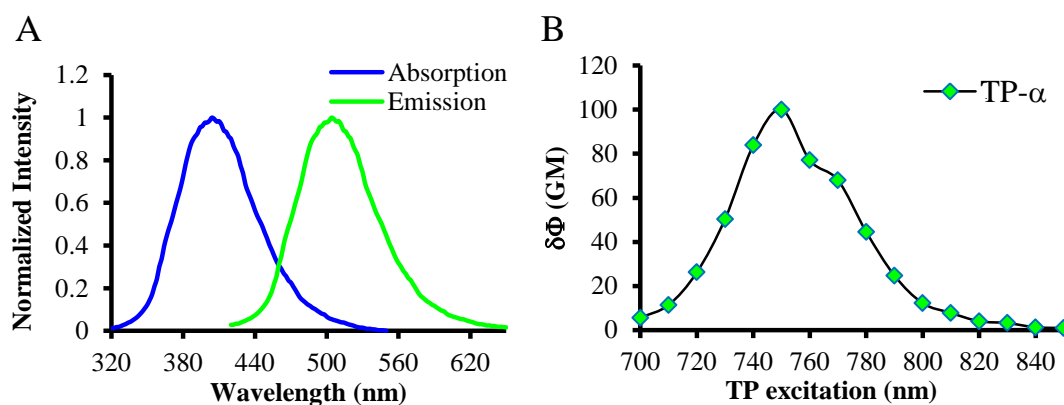 A
Normalized Intensity
1.2
1
0.8
0.6
0.4
0.2
0
Absorption
Emission
320 380 440 500 560 620
Wavelength (nm)
B
δΦ (GM)
120
100
80
60
40
20
0
TP-α
700 720 740 760 780 800 820 840
TP excitation (nm)